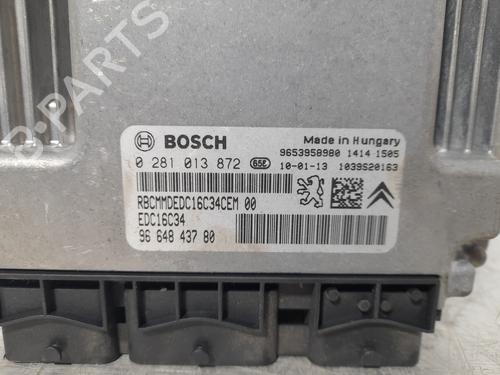 B-PARTS
BOSCH
Made in Hungary
9653958980 1414 1505
0 281 013 872 65E 10-01-13 1039S20163
RBCMMDEDC16C34CEM 00
EDC16C34
96 648 437 80